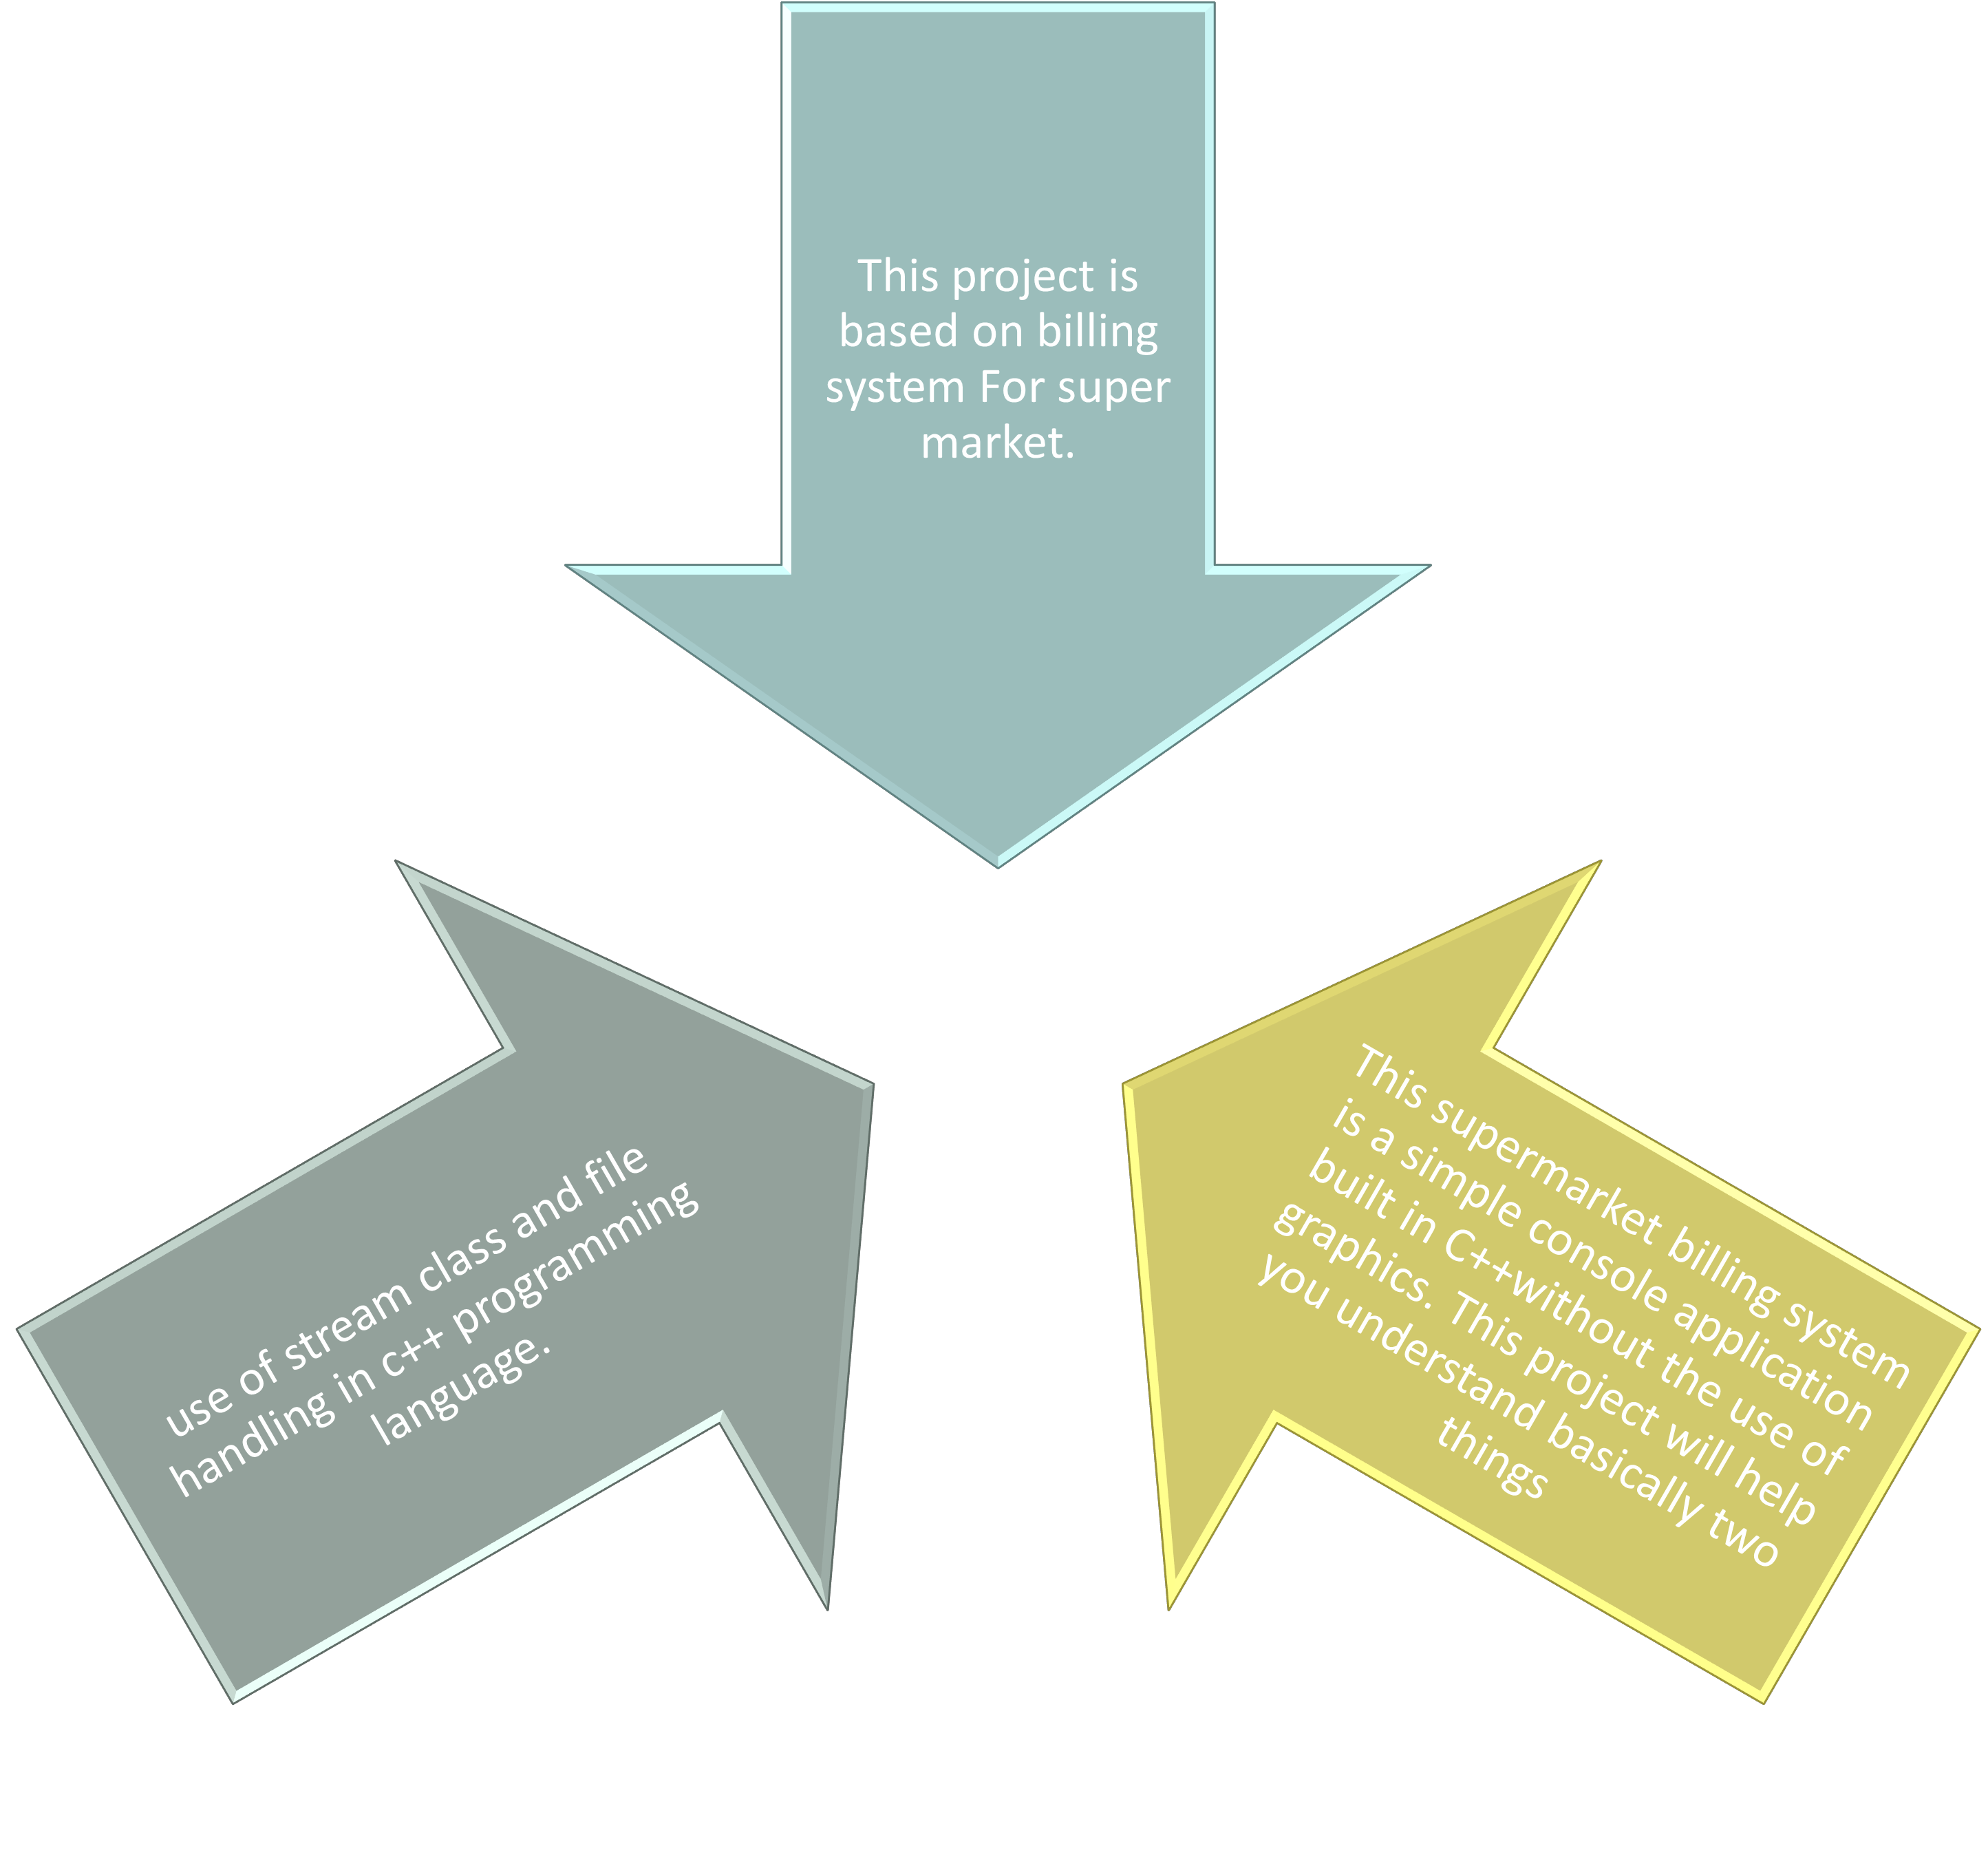 This project is
based on billing
system For super
market.
This supermarket billing system
is a simple console application
built in C++without the use of
graphics. This project will help
you understand basically two
things
use of stream class and file
handling in c++ programming
language.